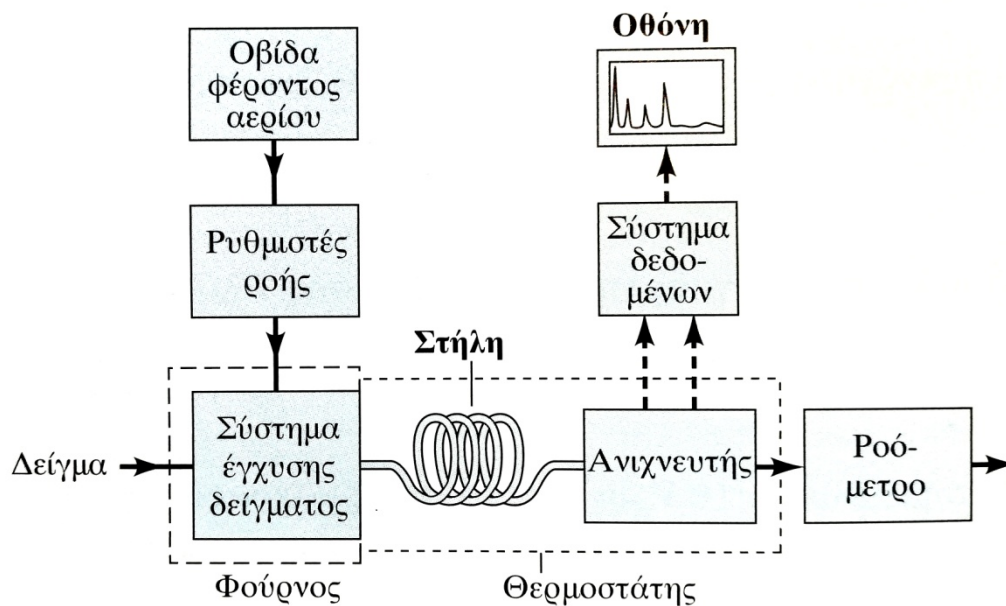 Οβίδα
φέροντος
αερίου
Οθόνη
Ρυθμιστές
ροής
Σύστημα
δεδο-
μένων
Στήλη
Δείγμα
Σύστημα
έγχυσης
δείγματος
Ανιχνευτής
Ροό-
μετρο
Φούρνος
Θερμοστάτης